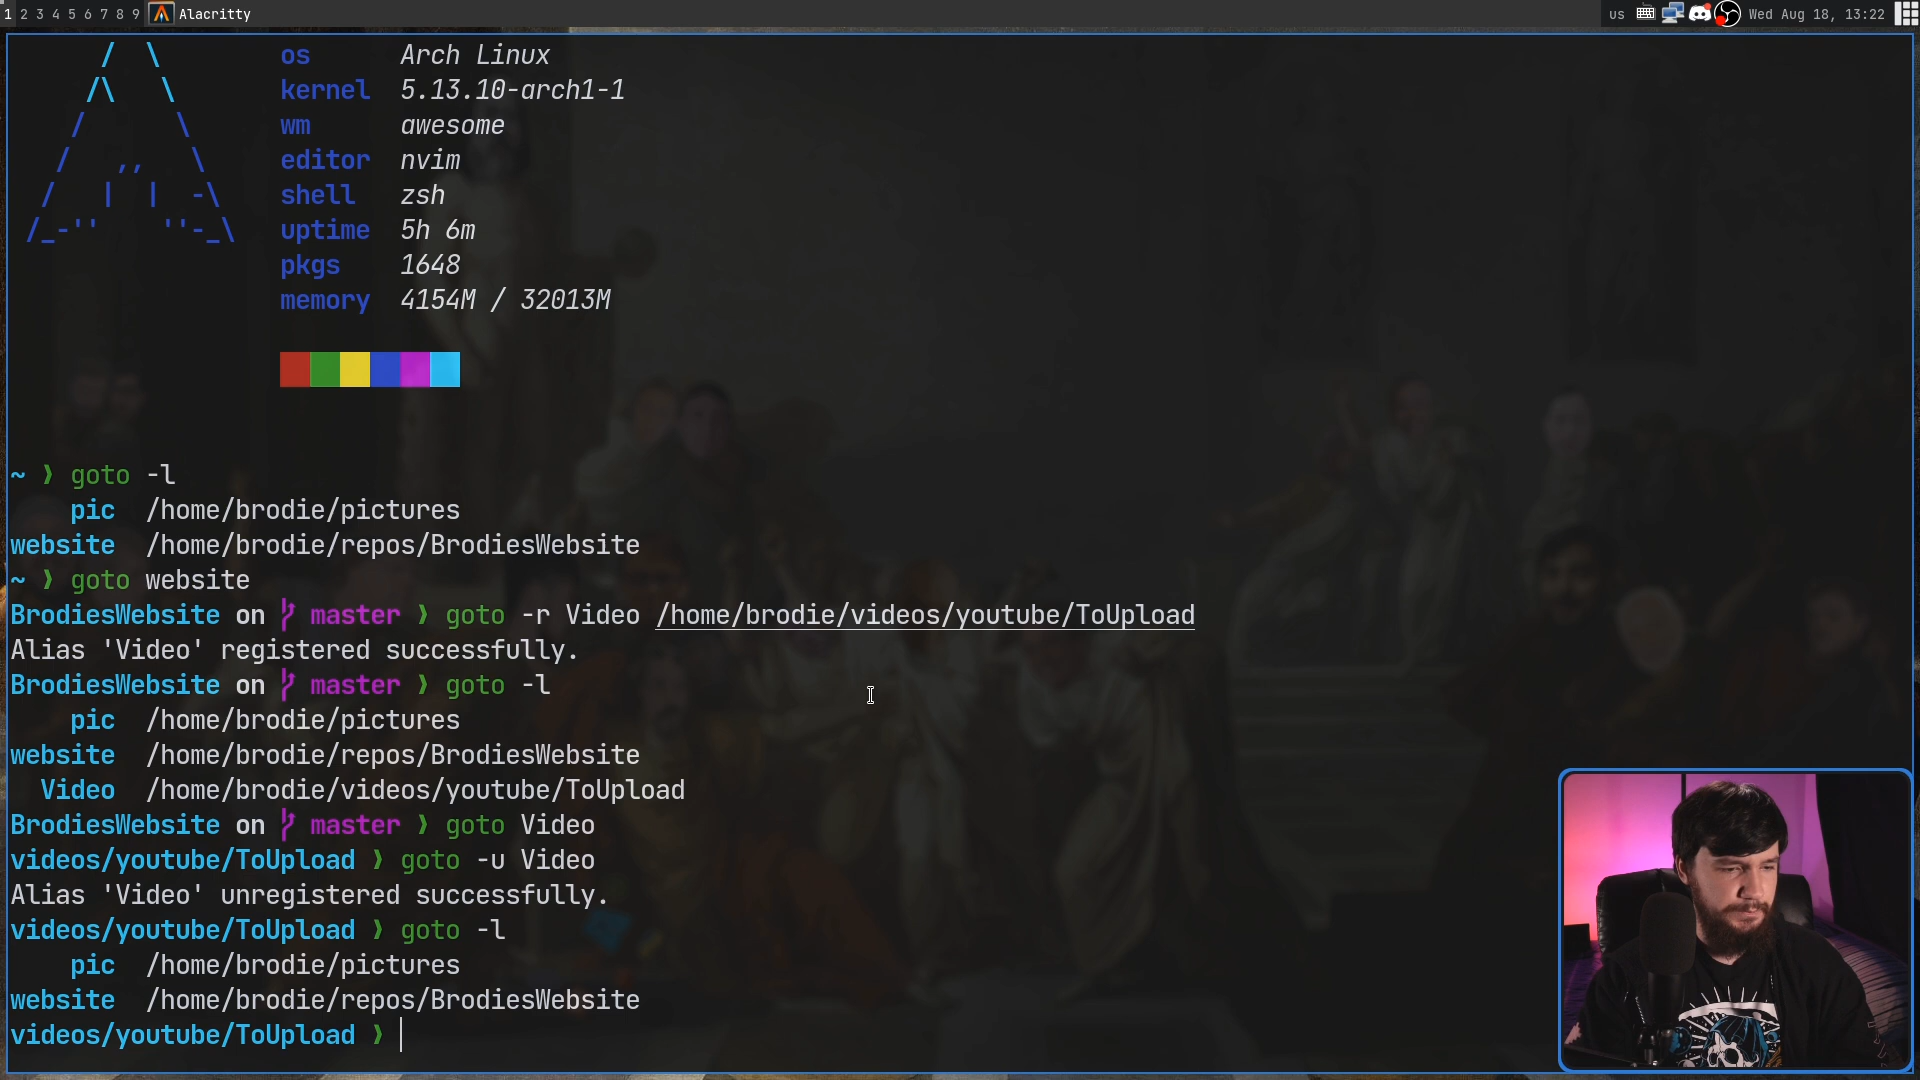 1 2 3 4 5 6 7 8 9 Alacritty us Wed Aug 18, 13:22
os Arch Linux
kernel 5.13.10-arch1-1
wm awesome
editor nvim
shell zsh
uptime 5h 6m
pkgs 1648
memory 4154M / 32013M
~ ❯ goto -l
pic /home/brodie/pictures
website /home/brodie/repos/BrodiesWebsite
~ ❯ goto website
BrodiesWebsite on master ❯ goto -r Video /home/brodie/videos/youtube/ToUpload
Alias 'Video' registered successfully.
BrodiesWebsite on master ❯ goto -l
pic /home/brodie/pictures
website /home/brodie/repos/BrodiesWebsite
Video /home/brodie/videos/youtube/ToUpload
BrodiesWebsite on master ❯ goto Video
videos/youtube/ToUpload ❯ goto -u Video
Alias 'Video' unregistered successfully.
videos/youtube/ToUpload ❯ goto -l
pic /home/brodie/pictures
website /home/brodie/repos/BrodiesWebsite
videos/youtube/ToUpload ❯